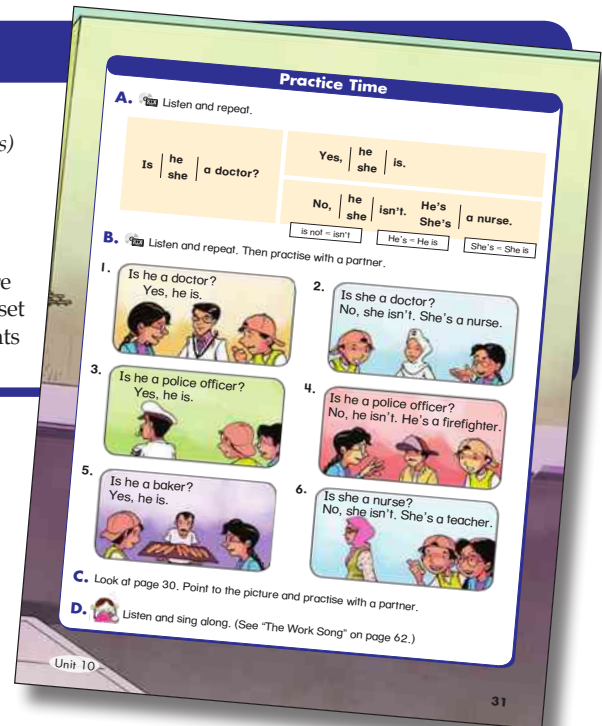 s)
re
set
nts
Practice Time
A. Listen and repeat.
Is he she a doctor?
Yes, he she is.
No, he she isn't. He's She's a nurse.
is not = isn't
He's = He is
She's = She is
B. Listen and repeat. Then practise with a partner.
1. Is he a doctor?
Yes, he is.
2. Is she a doctor?
No, she isn't. She's a nurse.
3. Is he a police officer?
Yes, he is.
4. Is he a police officer?
No, he isn't. He's a firefighter.
5. Is he a baker?
Yes, he is.
6. Is she a nurse?
No, she isn't. She's a teacher.
C. Look at page 30. Point to the picture and practise with a partner.
D. Listen and sing along. (See "The Work Song" on page 62.)
Unit 10
31